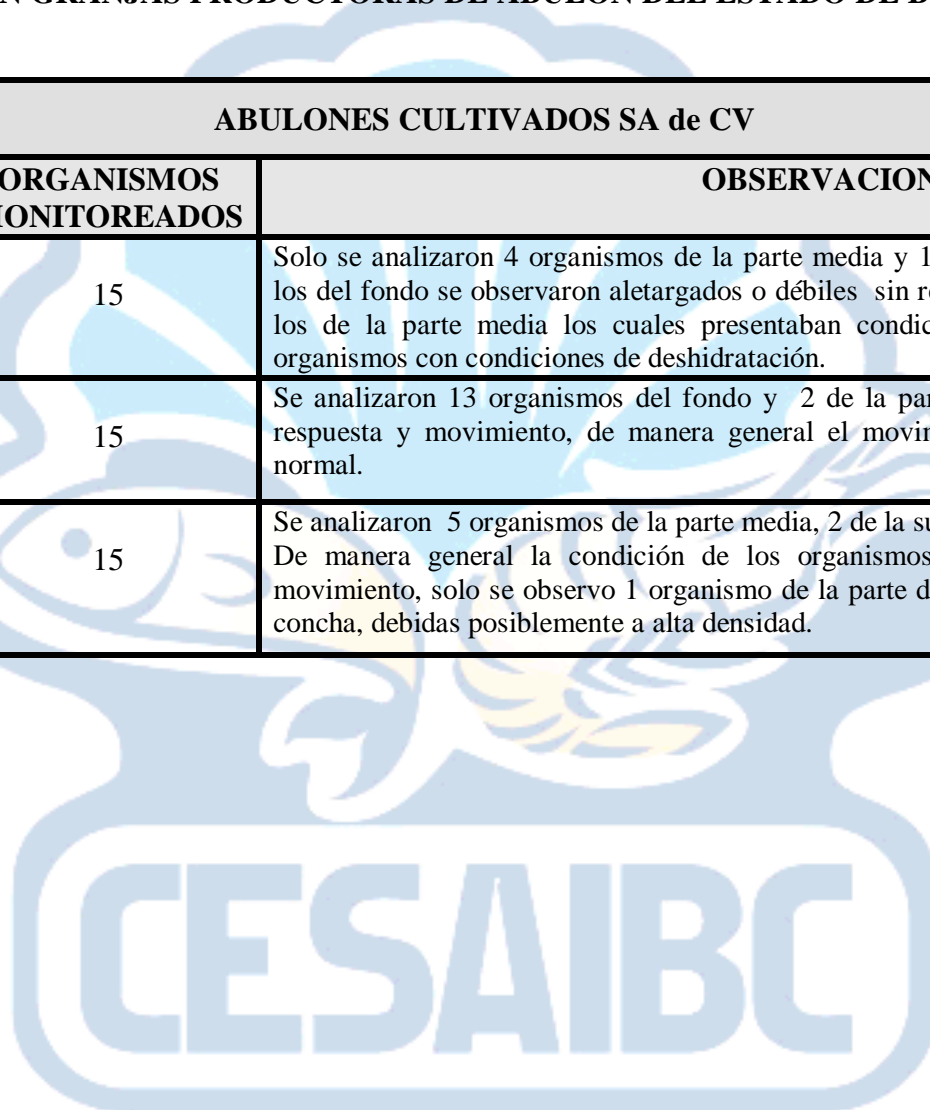 GRANJAS PRODUCTORAS DE ABULÓN DEL ESTADO DE
ABULONES CULTIVADOS SA de CV
ORGANISMOS
MONITOREADOS
OBSERVACION
15
Solo se analizaron 4 organismos de la parte media y 1
los del fondo se observaron aletargados o débiles sin
los de la parte media los cuales presentaban
organismos con condiciones de deshidratación.
15
Se analizaron 13 organismos del fondo y 2 de la
respuesta y movimiento, de manera general el
normal.
15
Se analizaron 5 organismos de la parte media, 2 de la
De manera general la condición de los organismos
movimiento, solo se observo 1 organismo de la parte
concha, debidas posiblemente a alta densidad.
CESAIBC